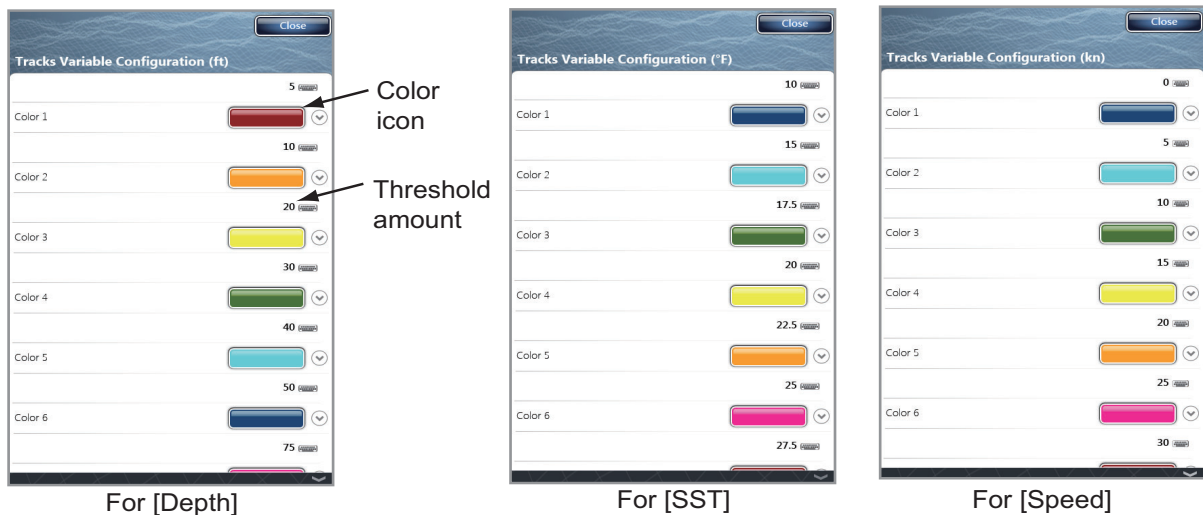 Close
Tracks Variable Configuration (ft)
5
Color 1
10
Color 2
20
Color 3
30
Color 4
40
Color 5
50
Color 6
75
Color
icon
Threshold
amount
For [Depth]
Close
Tracks Variable Configuration (°F)
10
Color 1
15
Color 2
17.5
Color 3
20
Color 4
22.5
Color 5
25
Color 6
27.5
For [SST]
Close
Tracks Variable Configuration (kn)
0
Color 1
5
Color 2
10
Color 3
15
Color 4
20
Color 5
25
Color 6
30
For [Speed]